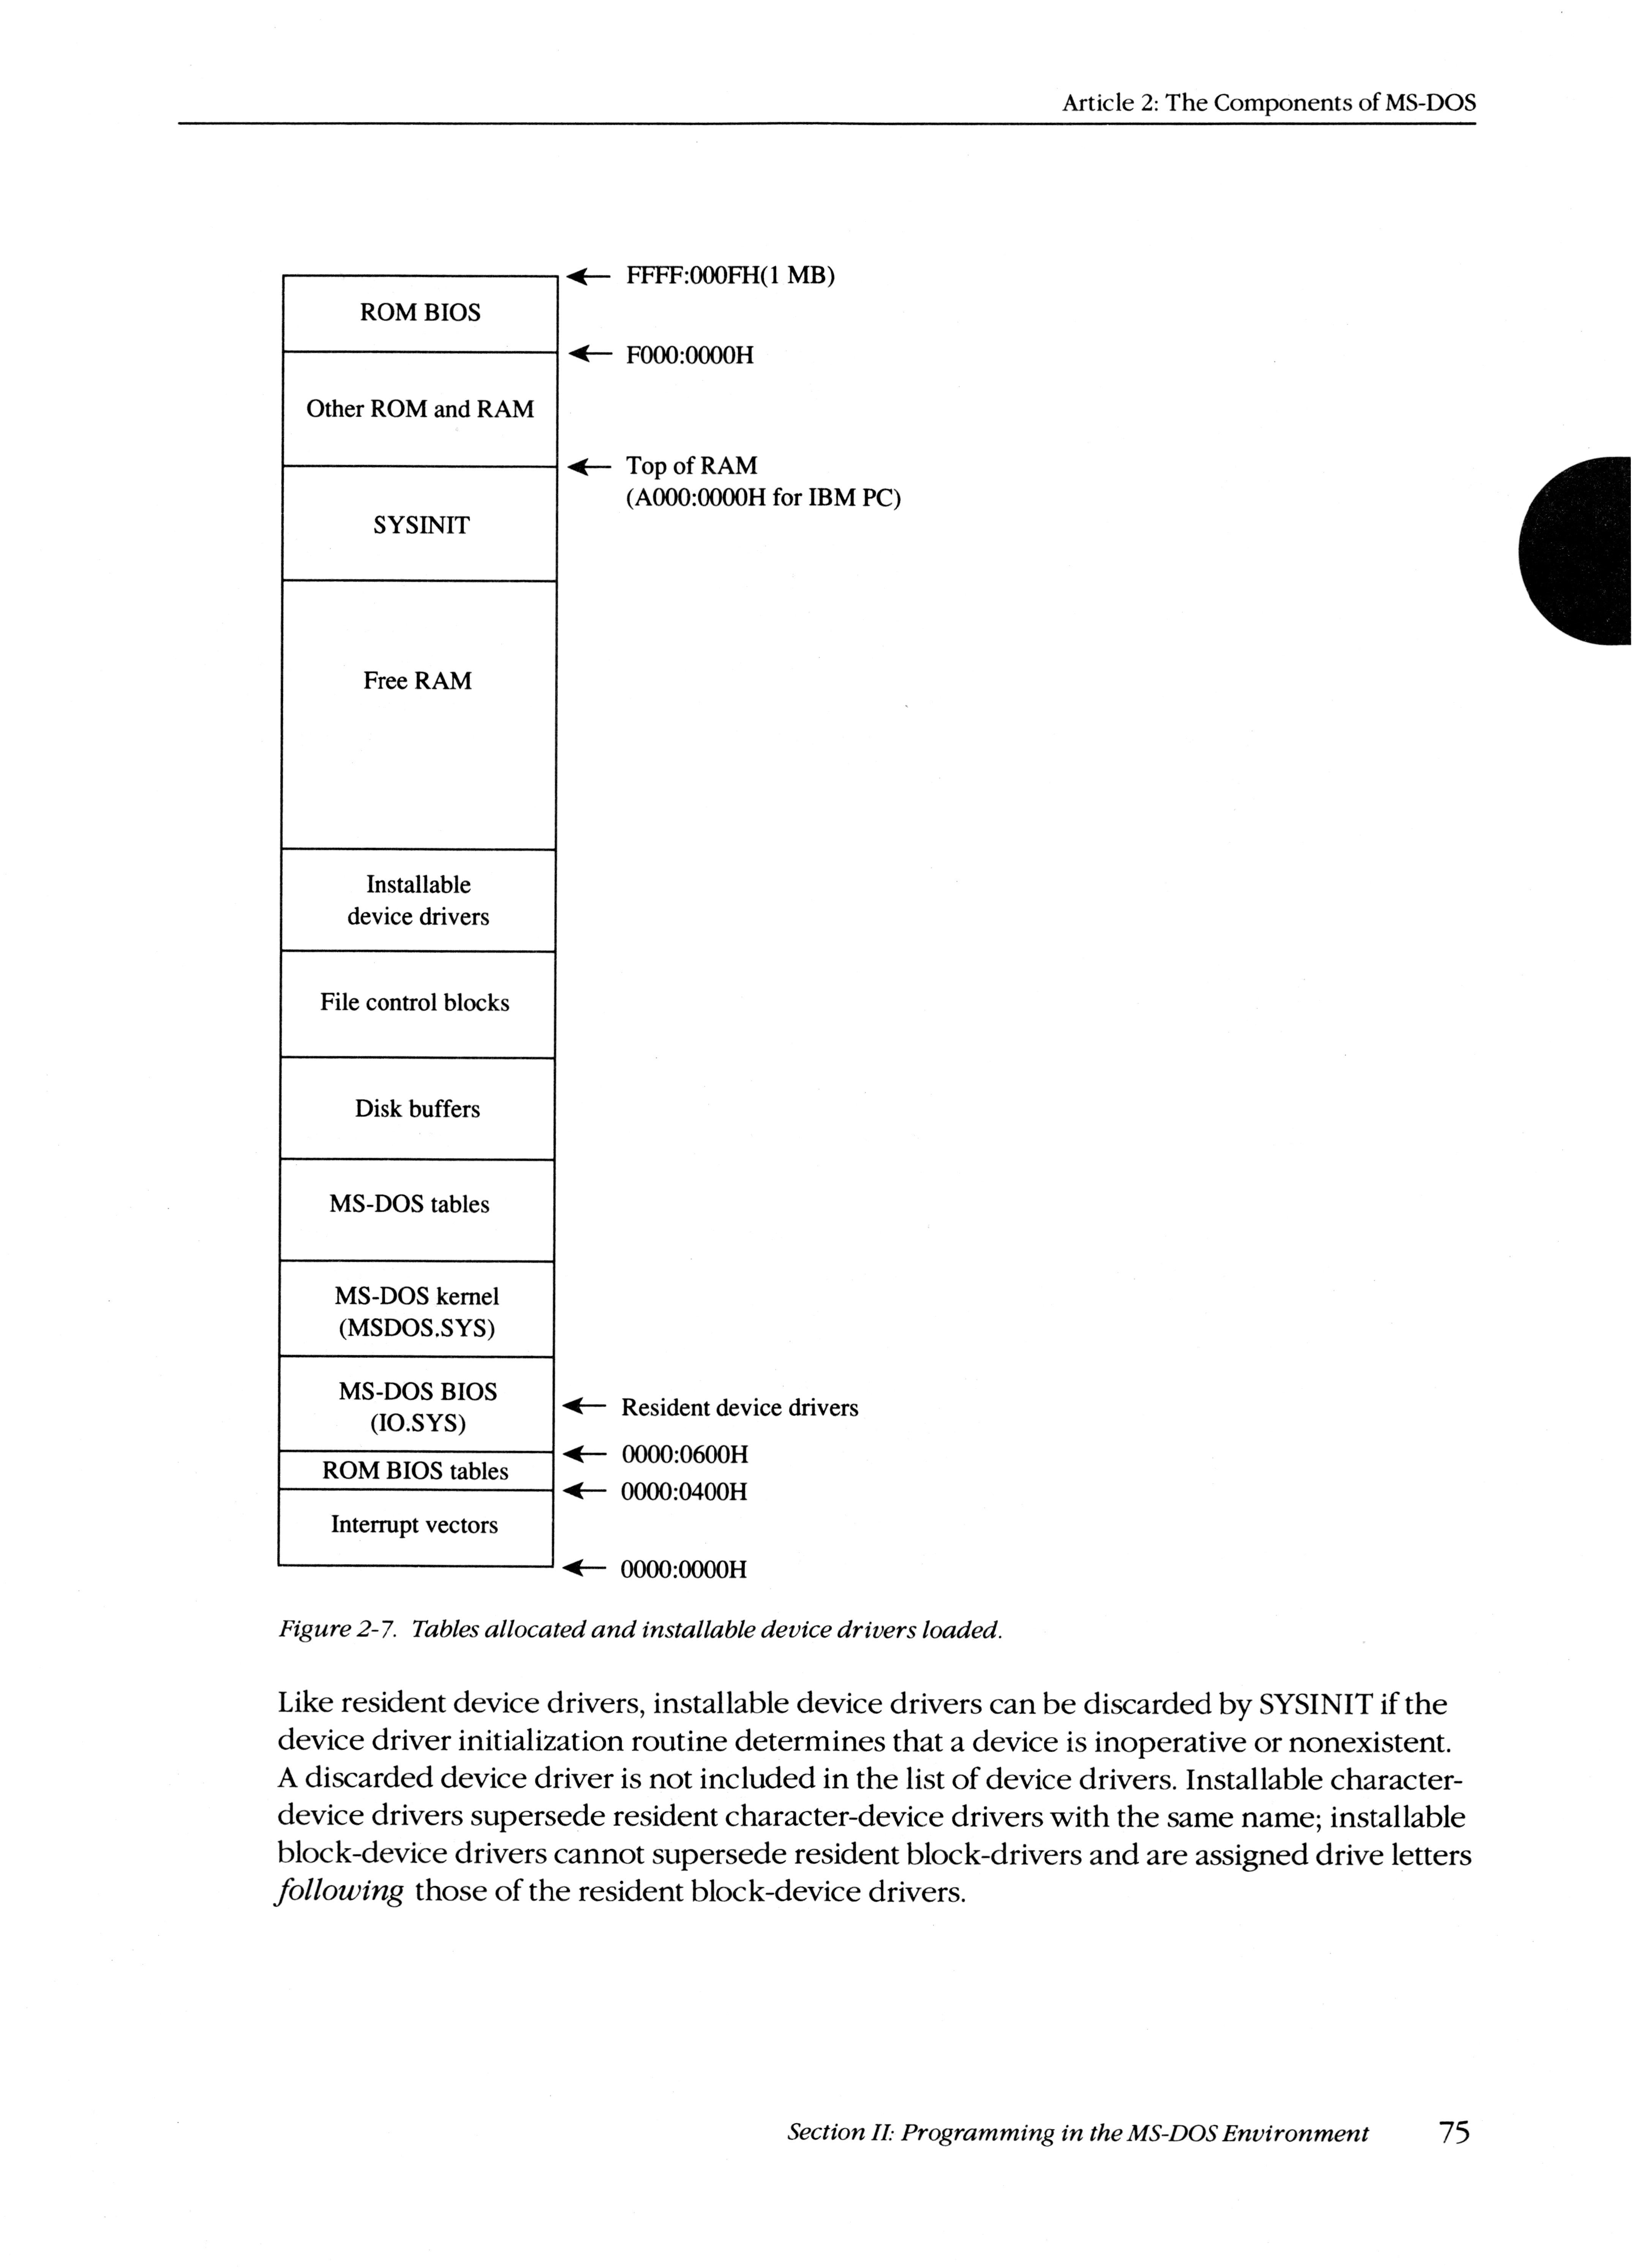 Article 2: The Components of MS-DOS
FFFF:000FH(1 MB)
ROM BIOS
F000:0000H
Other ROM and RAM
Top of RAM
(A000:0000H for IBM PC)
SYSINIT
Free RAM
Installable
device drivers
File control blocks
Disk buffers
MS-DOS tables
MS-DOS kernel
(MSDOS.SYS)
MS-DOS BIOS
(IO.SYS)
Resident device drivers
0000:0600H
ROM BIOS tables
0000:0400H
Interrupt vectors
0000:0000H
Figure 2-7. Tables allocated and installable device drivers loaded.
Like resident device drivers, installable device drivers can be discarded by SYSINIT if the
device driver initialization routine determines that a device is inoperative or nonexistent.
A discarded device driver is not included in the list of device drivers. Installable character-
device drivers supersede resident character-device drivers with the same name; installable
block-device drivers cannot supersede resident block-drivers and are assigned drive letters
following those of the resident block-device drivers.
Section II: Programming in the MS-DOS Environment 75